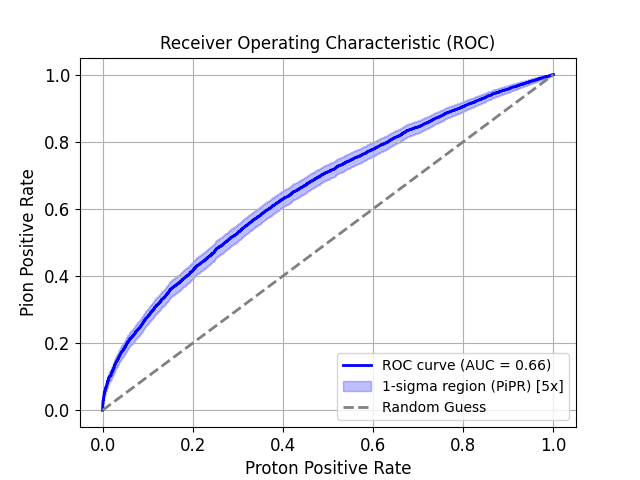 Receiver Operating Characteristic (ROC)
1.0
0.8
0.6
0.4
0.2
0.0
Pion Positive Rate
ROC curve (AUC = 0.66)
1-sigma region (PiPR) [5x]
Random Guess
0.0 0.2 0.4 0.6 0.8 1.0
Proton Positive Rate